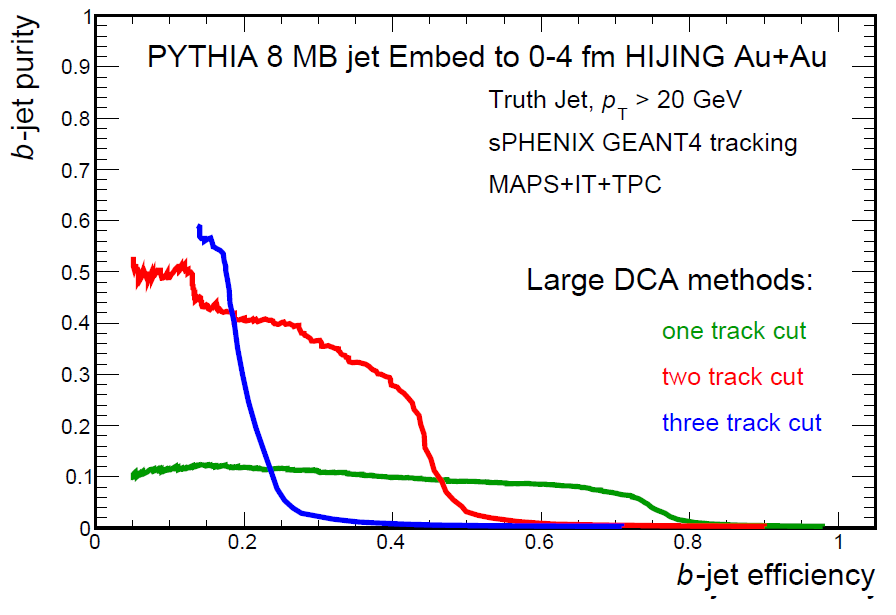 b-jet purity
1
0.9
0.8
0.7
0.6
0.5
0.4
0.3
0.2
0.1
0
PYTHIA 8 MB jet Embed to 0-4 fm HIJING Au+Au
Truth Jet, pT > 20 GeV
sPHENIX GEANT4 tracking
MAPS+IT+TPC
Large DCA methods:
one track cut
two track cut
three track cut
0 0.2 0.4 0.6 0.8 1
b-jet efficiency